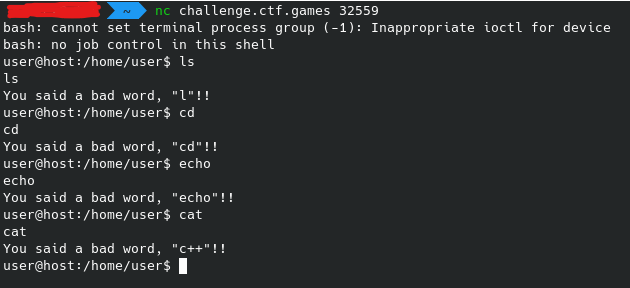 ~ nc challenge.ctf.games 32559
bash: cannot set terminal process group (-1): Inappropriate ioctl for device
bash: no job control in this shell
user@host:/home/user$ ls
ls
You said a bad word, "l"!!
user@host:/home/user$ cd
cd
You said a bad word, "cd"!!
user@host:/home/user$ echo
echo
You said a bad word, "echo"!!
user@host:/home/user$ cat
cat
You said a bad word, "c++"!!
user@host:/home/user$